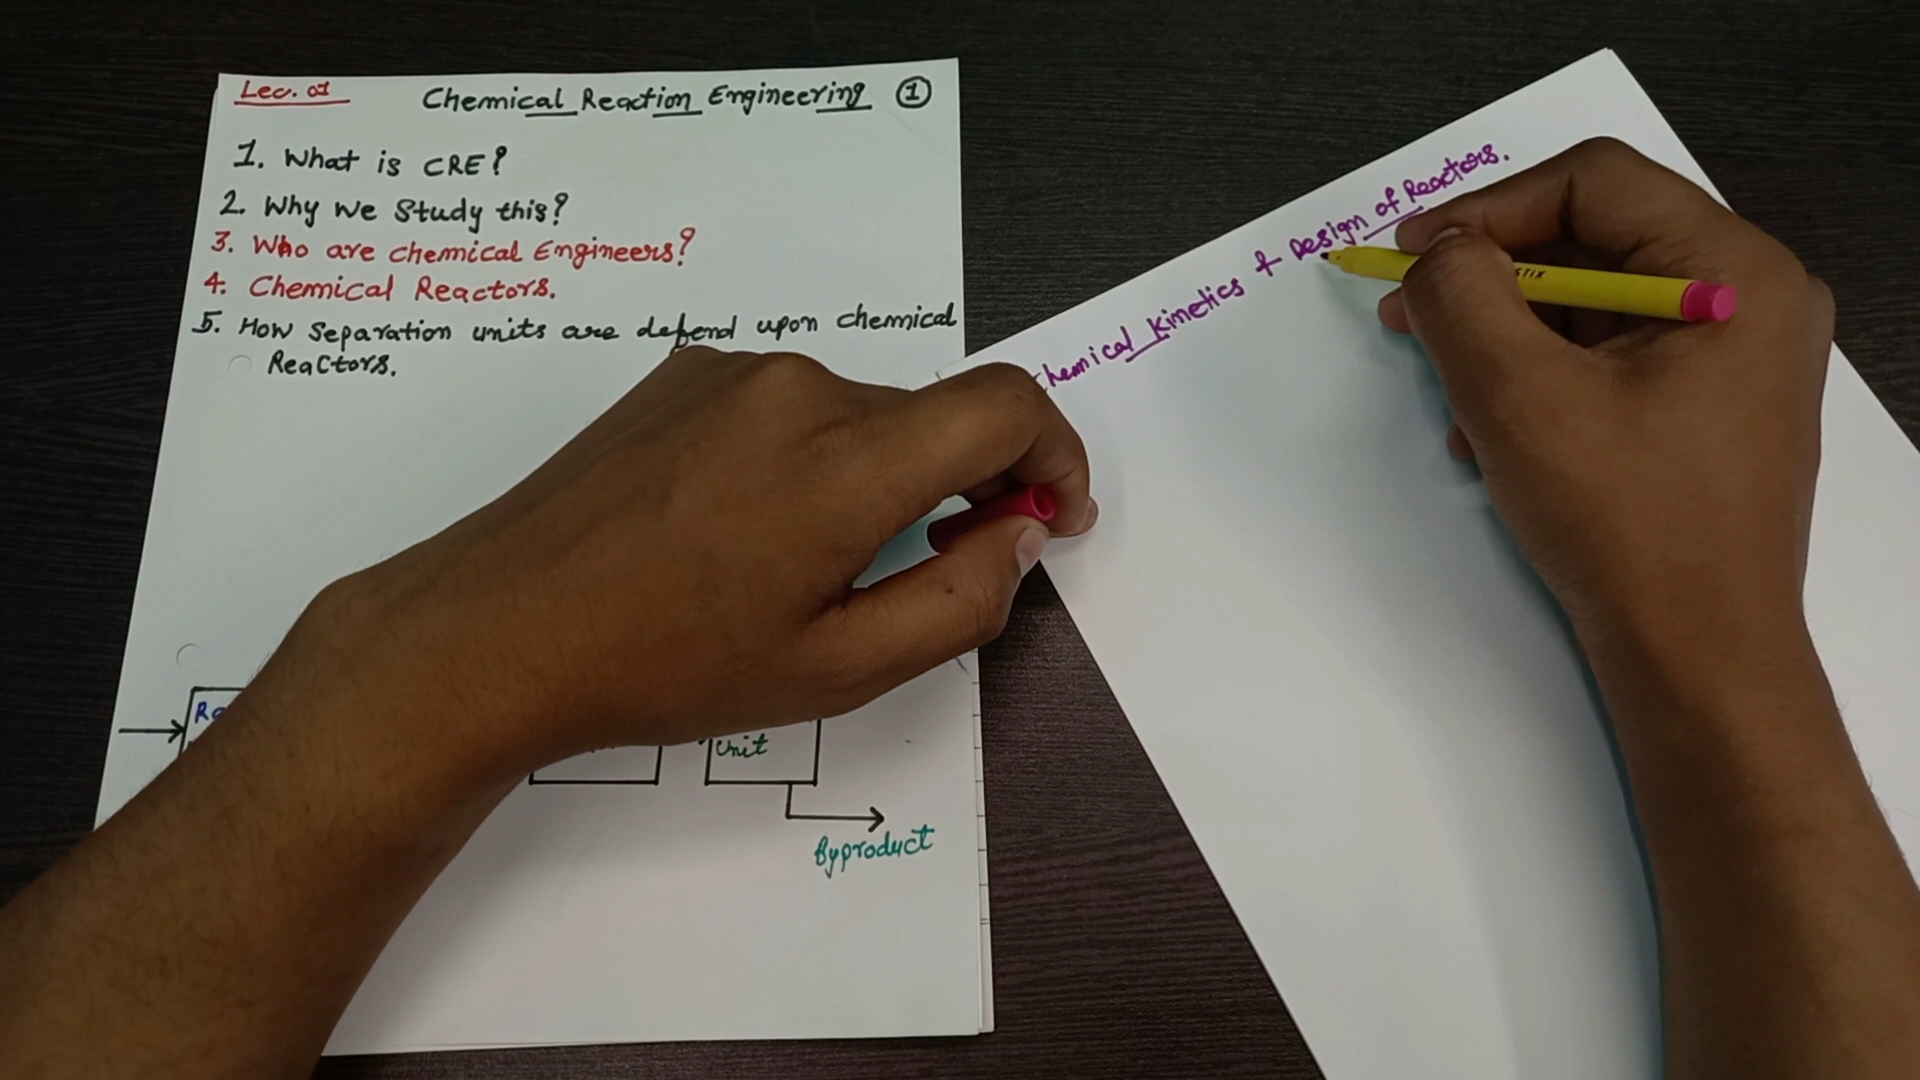 Lec. 01
Chemical Reaction Engineering 1
1. What is CRE?
2. Why we study this?
3. Who are chemical Engineers?
4. Chemical Reactors.
5. How separation units are defend upon chemical
Reactors.
Unit
Byproduct
Chemical Kinetics & Design of Reactors.
STIX